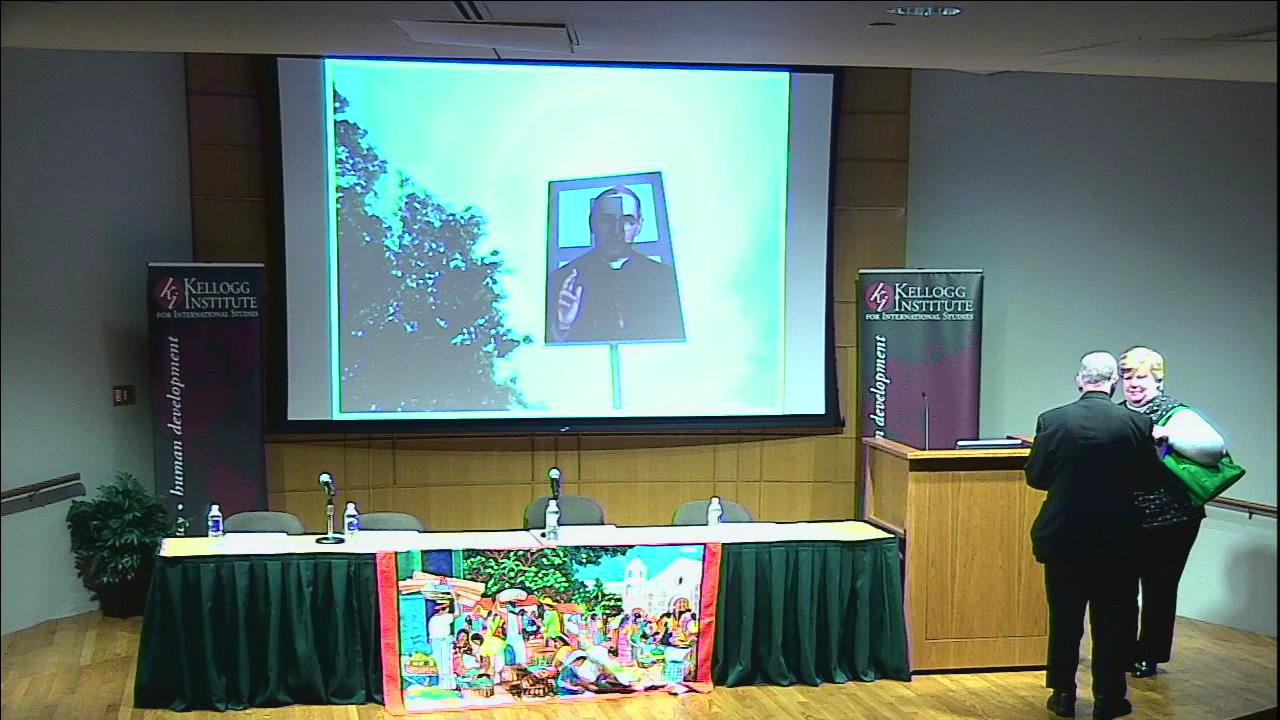 KELLOGG
INSTITUTE
FOR INTERNATIONAL STUDIES
human development
KELLOGG
INSTITUTE
FOR INTERNATIONAL STUDIES
development